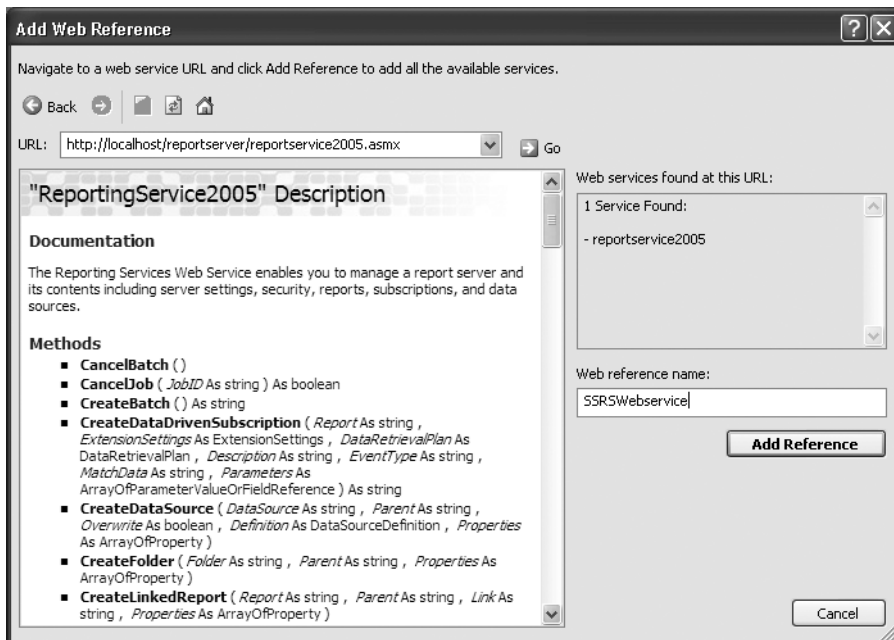 Add Web Reference
Navigate to a web service URL and click Add Reference to add all the available services.
Back
URL: http://localhost/reportserver/reportservice2005.asmx Go
"ReportingService2005" Description
Documentation
The Reporting Services Web Service enables you to manage a report server and
its contents including server settings, security, reports, subscriptions, and data
sources.
Methods
▪ CancelBatch ()
▪ CancelJob ( JobID As string ) As boolean
▪ CreateBatch () As string
▪ CreateDataDrivenSubscription ( Report As string ,
ExtensionSettings As ExtensionSettings , DataRetrievalPlan As
DataRetrievalPlan , Description As string , EventType As string ,
MatchData As string , Parameters As
ArrayOfParameterValueOrFieldReference ) As string
▪ CreateDataSource ( DataSource As string , Parent As string ,
Overwrite As boolean , Definition As DataSourceDefinition , Properties
As ArrayOfProperty )
▪ CreateFolder ( Folder As string , Parent As string , Properties As
ArrayOfProperty )
▪ CreateLinkedReport ( Report As string , Parent As string , Link As
string , Properties As ArrayOfProperty )
Web services found at this URL:
1 Service Found:
- reportservice2005
Web reference name:
SSRSWebservice
Add Reference
Cancel